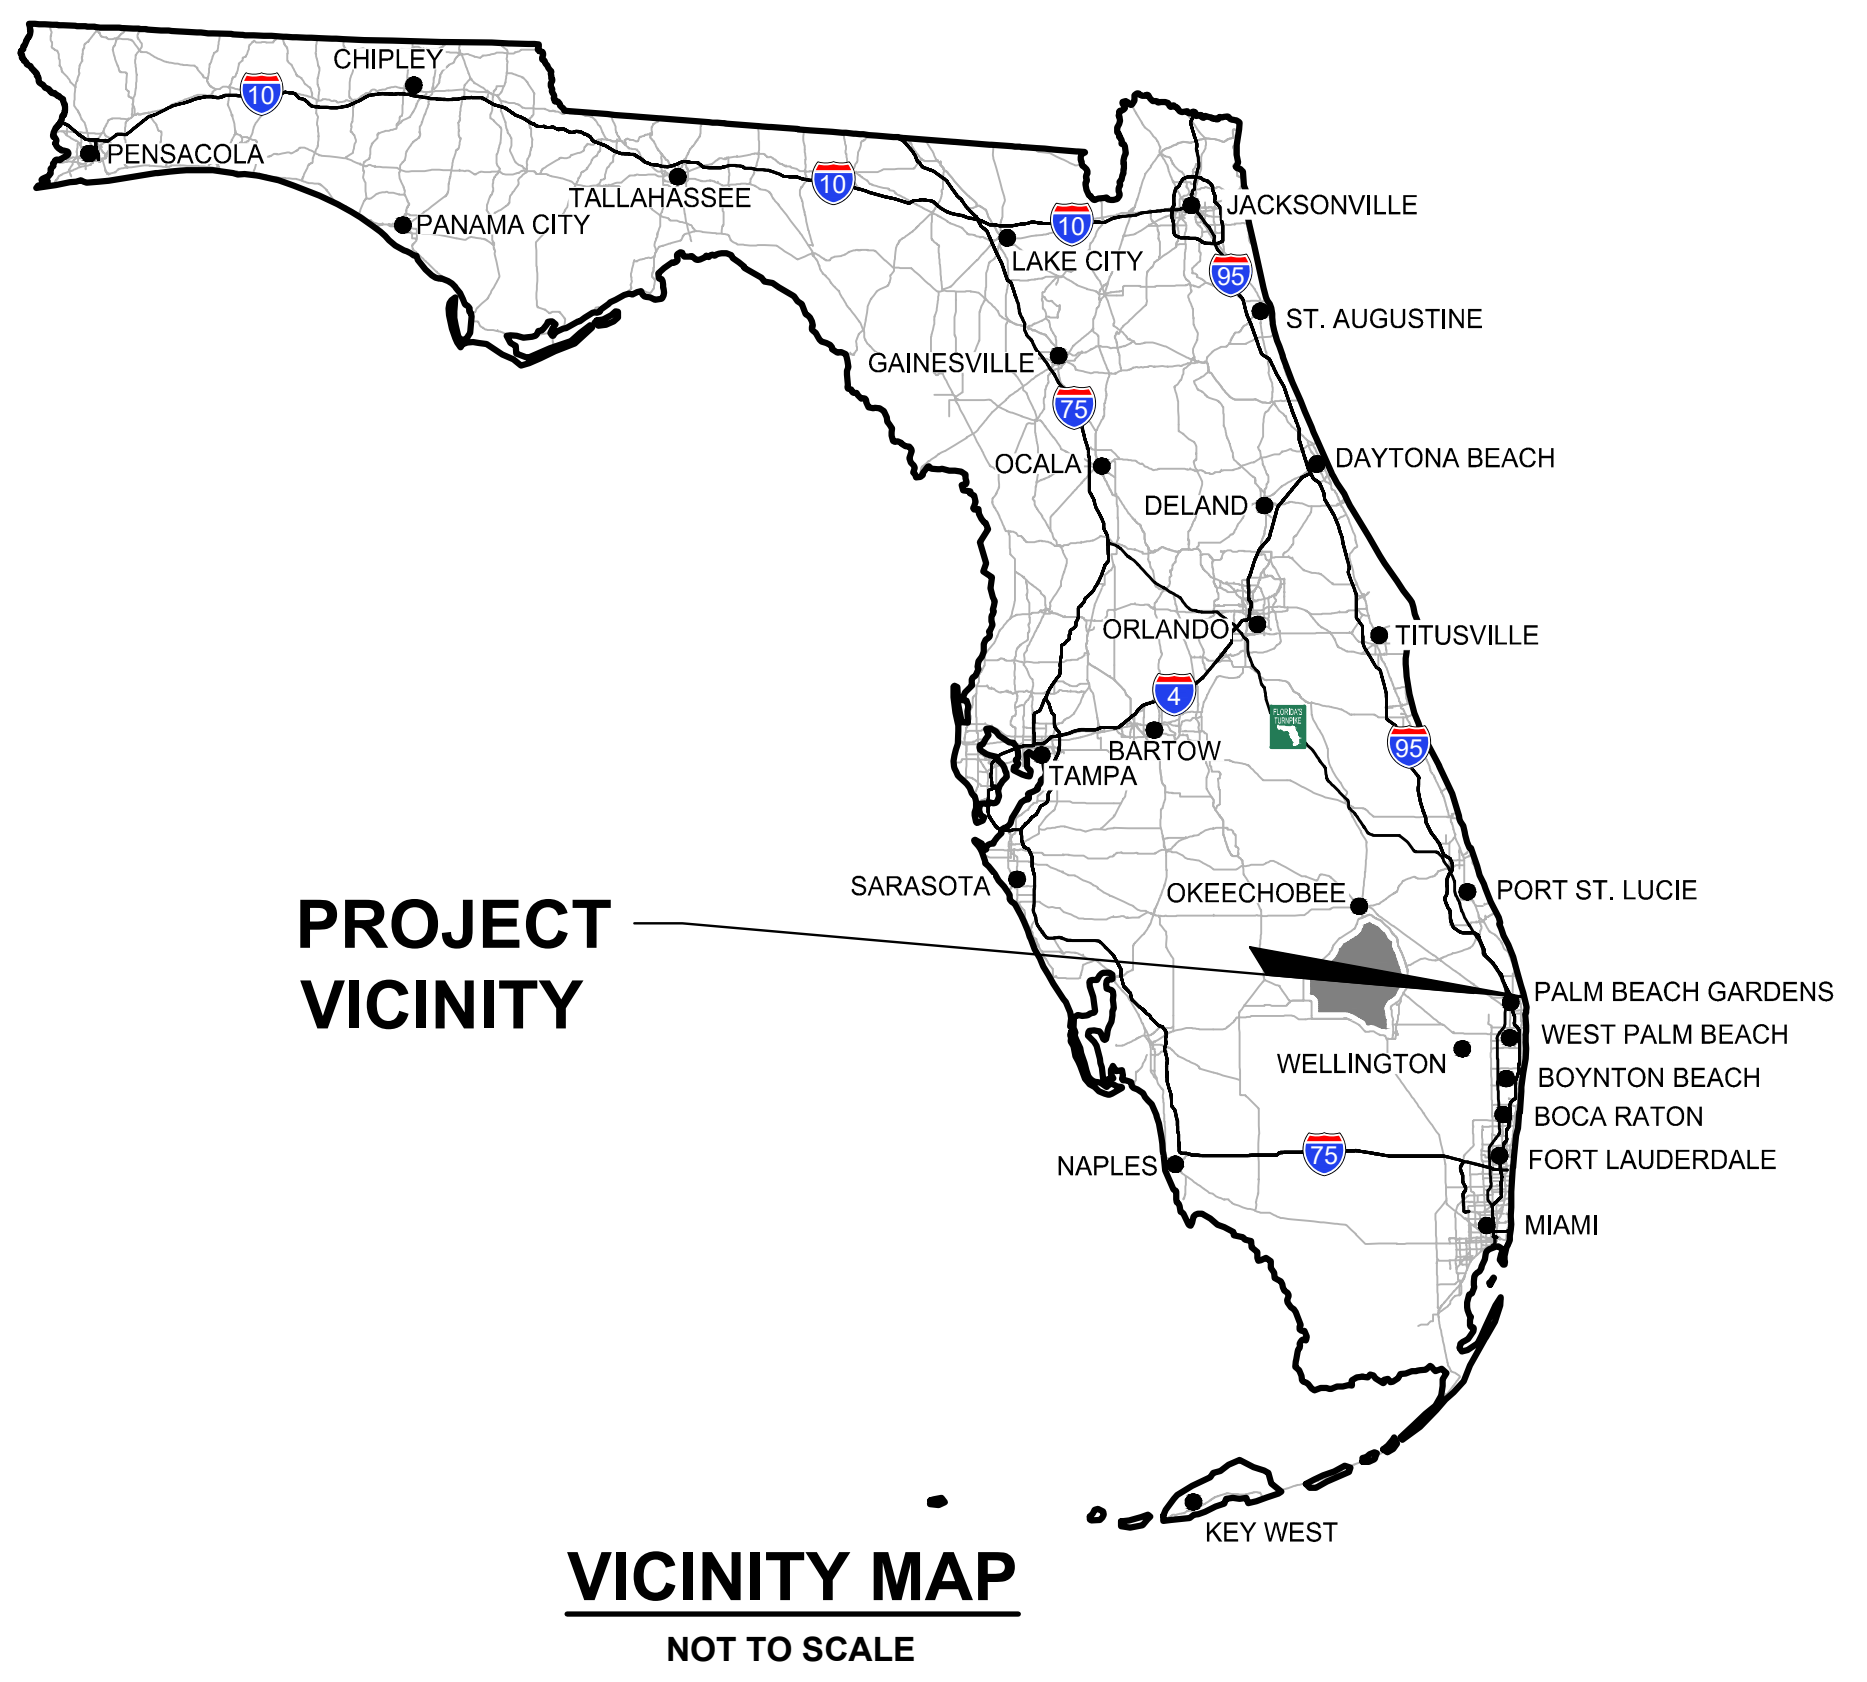 CHIPLEY
10
PENSACOLA
TALLAHASSEE
10
PANAMA CITY
10
JACKSONVILLE
LAKE CITY
95
ST. AUGUSTINE
GAINESVILLE
75
OCALA
DAYTONA BEACH
DELAND
ORLANDO
TITUSVILLE
4
FLORIDA'S
TURNPIKE
BARTOW
95
TAMPA
SARASOTA
OKEECHOBEE
PORT ST. LUCIE
PROJECT
VICINITY
PALM BEACH GARDENS
WEST PALM BEACH
WELLINGTON
BOYNTON BEACH
BOCA RATON
NAPLES
75
FORT LAUDERDALE
MIAMI
KEY WEST
VICINITY MAP
NOT TO SCALE